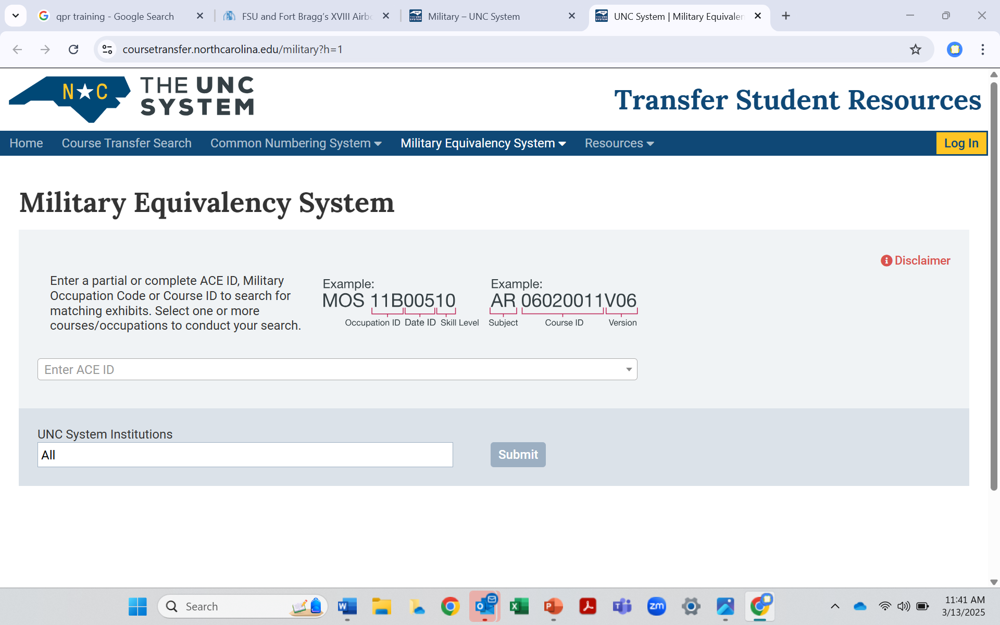 qpr training - Google Search
FSU and Fort Bragg's XVIII Airbo
Military – UNC System
UNC System | Military Equivalen
coursetransfer.northcarolina.edu/military?h=1
N C
THE UNC
SYSTEM
Transfer Student Resources
Home
Course Transfer Search
Common Numbering System
Military Equivalency System
Resources
Log In
Military Equivalency System
Disclaimer
Enter a partial or complete ACE ID, Military
Occupation Code or Course ID to search for
matching exhibits. Select one or more
courses/occupations to conduct your search.
Example:
MOS 11B00510
Occupation ID Date ID Skill Level
Example:
AR 06020011V06
Subject Course ID Version
Enter ACE ID
UNC System Institutions
All
Submit
Search
zm
11:41 AM
3/13/2025